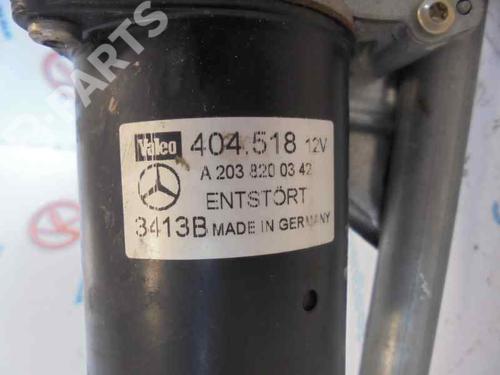 Valeo 404.518 12V
A 203 820 03 42
ENTSTÖRT
3413B MADE IN GERMANY
PARTS